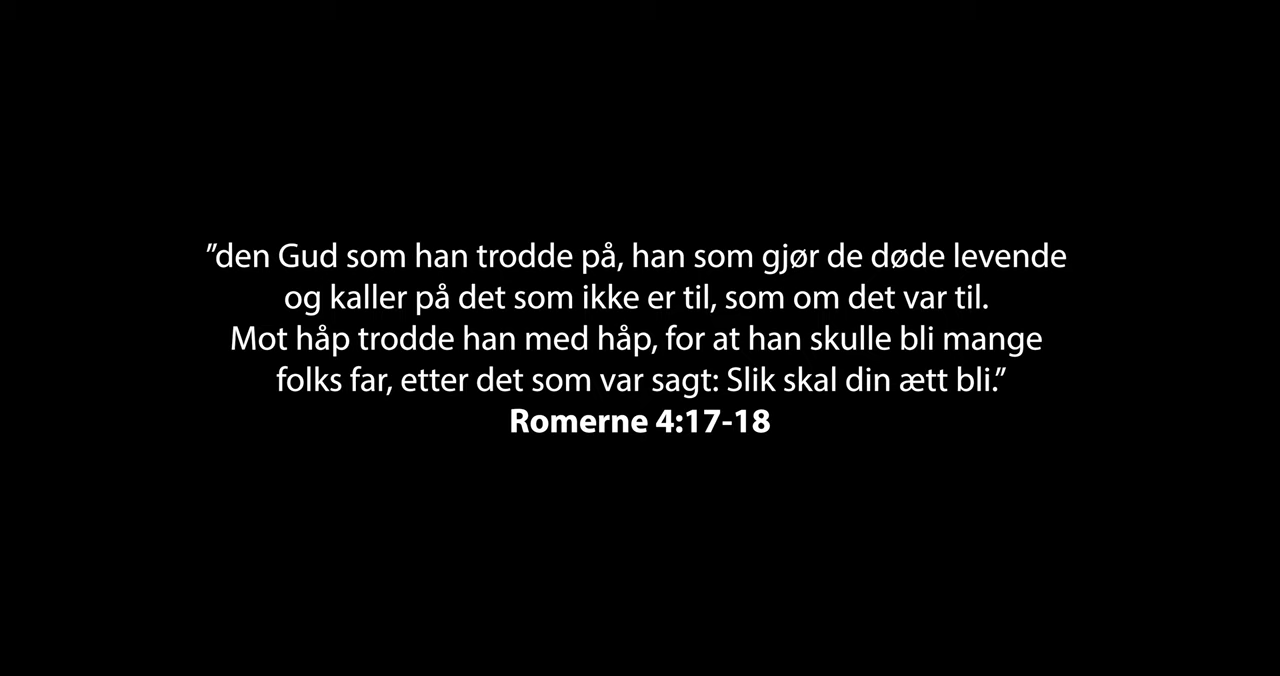 ”den Gud som han trodde på, han som gjør de døde levende
og kaller på det som ikke er til, som om det var til.
Mot håp trodde han med håp, for at han skulle bli mange
folks far, etter det som var sagt: Slik skal din ætt bli.”
Romerne 4:17-18